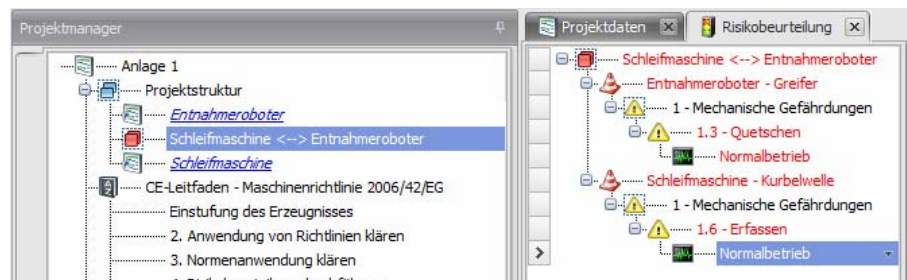 Projektmanager
Anlage 1
Projektstruktur
Entnahmeroboter
Schleifmaschine <--> Entnahmeroboter
Schleifmaschine
CE-Leitfaden - Maschinenrichtlinie 2006/42/EG
Einstufung des Erzeugnisses
2. Anwendung von Richtlinien klären
3. Normenanwendung klären
Projektdaten
Risikobeurteilung
Schleifmaschine <--> Entnahmeroboter
Entnahmeroboter - Greifer
1 - Mechanische Gefährdungen
1.3 - Quetschen
Normalbetrieb
Schleifmaschine - Kurbelwelle
1 - Mechanische Gefährdungen
1.6 - Erfassen
Normalbetrieb